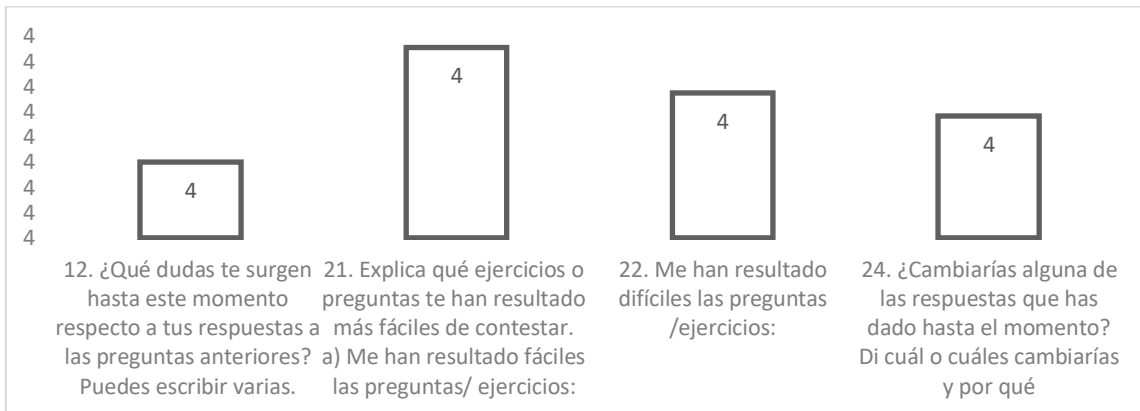 4
4
4
4
4
4
4
4
4
4
4
4
4
12. ¿Qué dudas te surgen
hasta este momento
respecto a tus respuestas a
las preguntas anteriores?
Puedes escribir varias.
21. Explica qué ejercicios o
preguntas te han resultado
más fáciles de contestar.
a) Me han resultado fáciles
las preguntas/ ejercicios:
22. Me han resultado
difíciles las preguntas
/ejercicios:
24. ¿Cambiarías alguna de
las respuestas que has
dado hasta el momento?
Di cuál o cuáles cambiarías
y por qué